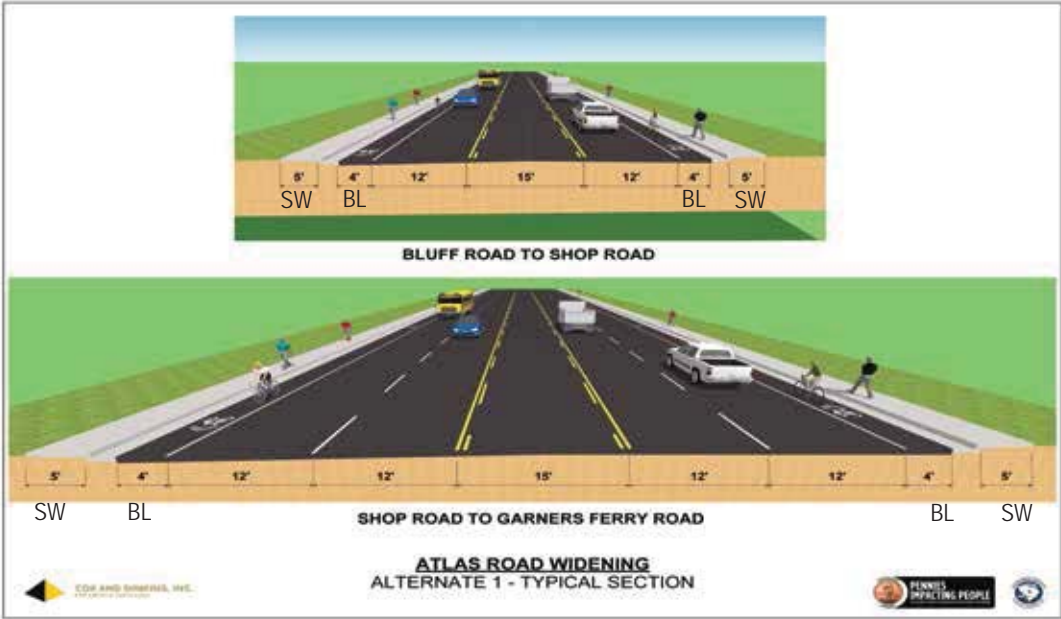 5' 4' 12' 15' 12' 4' 5'
SW BL BL SW
BLUFF ROAD TO SHOP ROAD
5' 4' 12' 12' 15' 12' 12' 4' 5'
SW BL BL SW
SHOP ROAD TO GARNERS FERRY ROAD
ATLAS ROAD WIDENING
ALTERNATE 1 - TYPICAL SECTION
COX AND DINKINS, INC.
PENNIES
IMPACTING PEOPLE